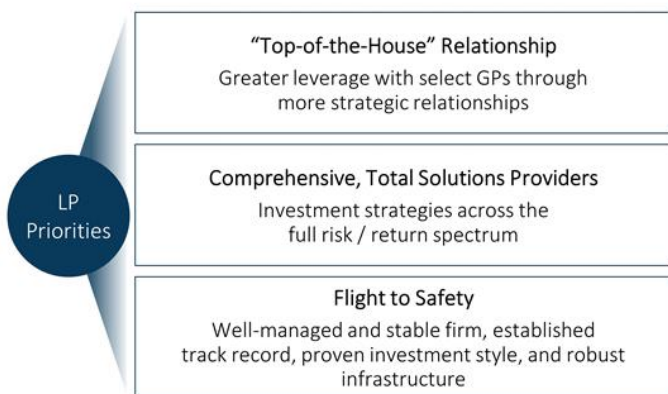 LP
Priorities
“Top-of-the-House” Relationship
Greater leverage with select GPs through
more strategic relationships
Comprehensive, Total Solutions Providers
Investment strategies across the
full risk / return spectrum
Flight to Safety
Well-managed and stable firm, established
track record, proven investment style, and robust
infrastructure